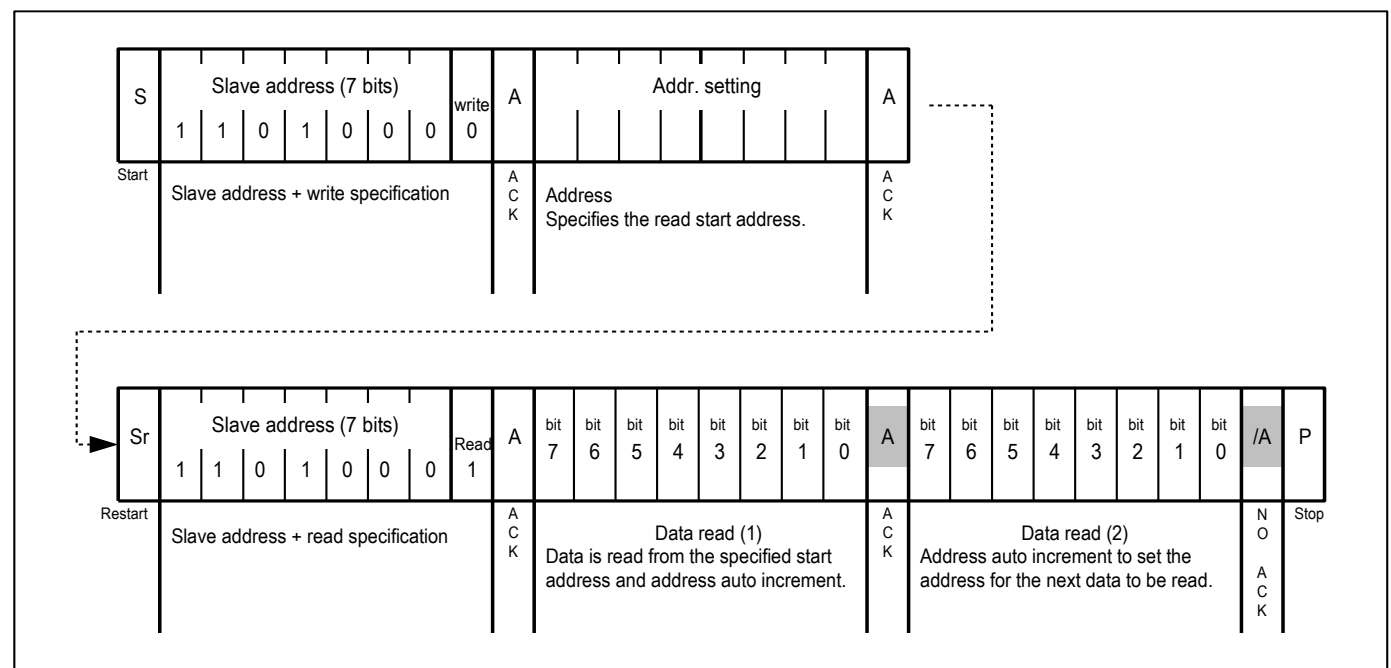 Slave address (7 bits)
Addr. setting
S
write
A
A
1 1 0 1 0 0 0 0
Start
Slave address + write specification
A
C
K
Address
Specifies the read start address.
A
C
K
Slave address (7 bits)
Sr
Read
A
bit bit bit bit bit bit bit bit
7 6 5 4 3 2 1 0
A
bit bit bit bit bit bit bit bit
7 6 5 4 3 2 1 0
/A
P
1 1 0 1 0 0 0 1
Restart
Slave address + read specification
A
C
K
Data read (1)
Data is read from the specified start
address and address auto increment.
A
C
K
Data read (2)
Address auto increment to set the
address for the next data to be read.
N
O
A
C
K
Stop